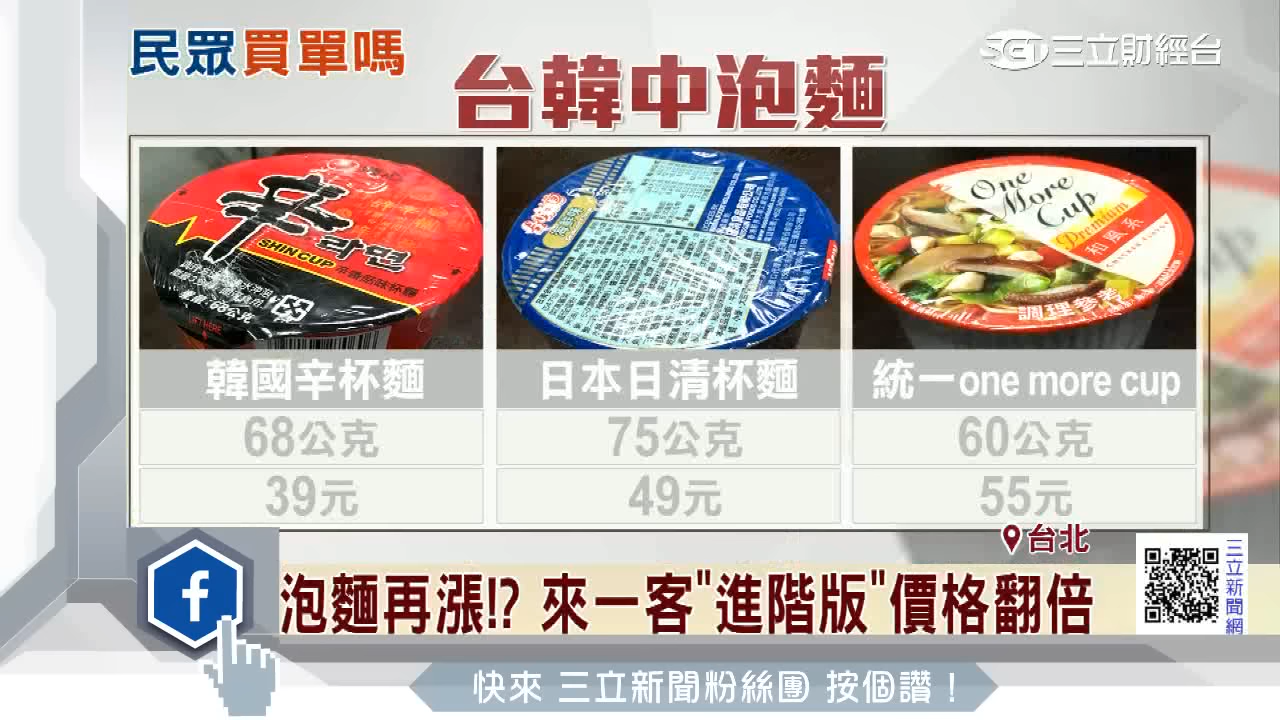 民眾買單嗎
SET 三立財經台
台韓中泡麵
辛라면
SHIN CUP
LIFT HERE
One More Cup
Premium
和風系
調理參考
韓國辛杯麵
日本日清杯麵
統一one more cup
68公克
75公克
60公克
39元
49元
55元
台北
泡麵再漲!? 來一客"進階版"價格翻倍
三立新聞網
快來 三立新聞粉絲團 按個讚！